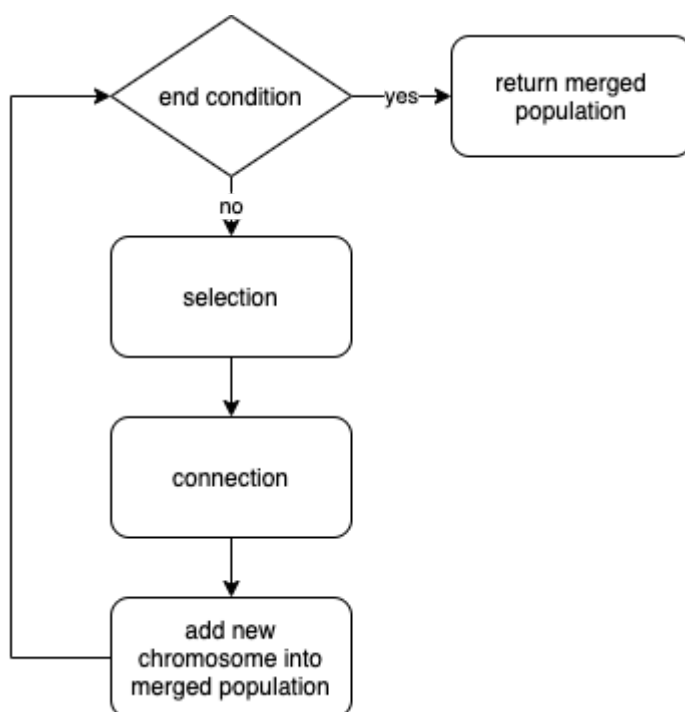 end condition
yes
return merged
population
no
selection
connection
add new
chromosome into
merged population